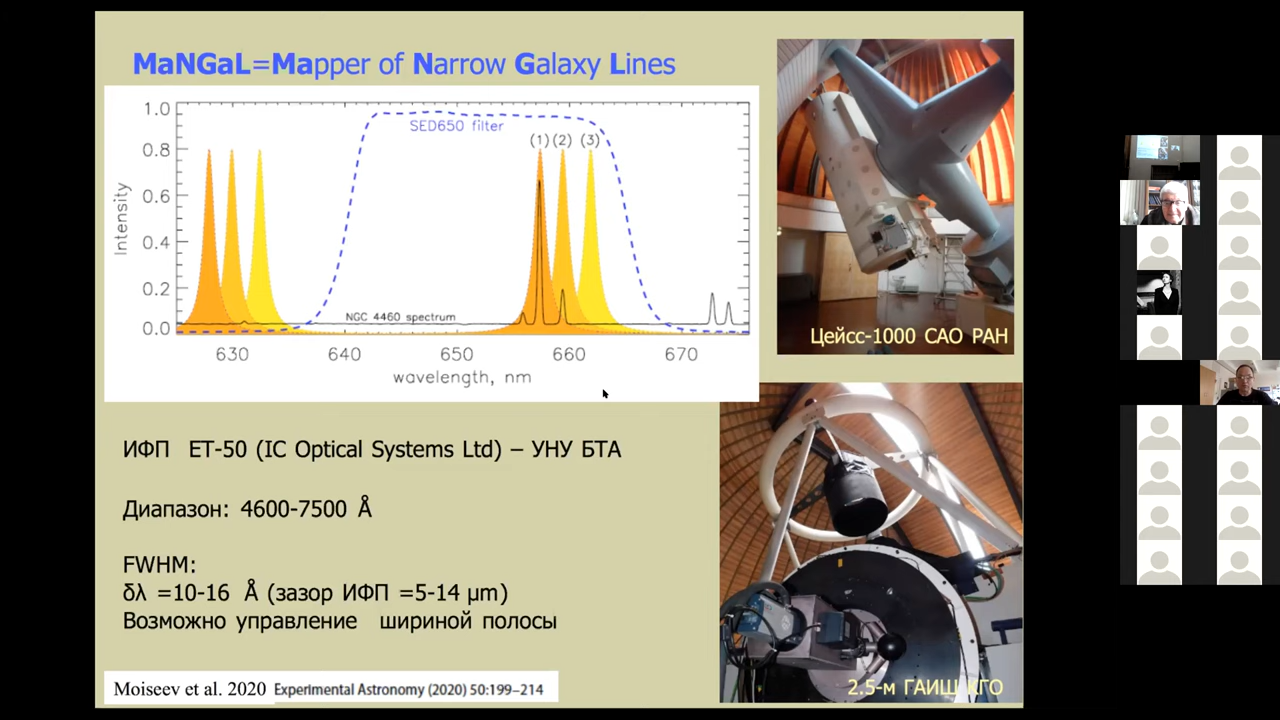 MaNGaL=Mapper of Narrow Galaxy Lines
1.0
0.8
0.6
0.4
0.2
0.0
Intensity
SED650 filter
(1) (2) (3)
NGC 4460 spectrum
630 640 650 660 670
wavelength, nm
Цейсс-1000 САО РАН
ИФП ET-50 (IC Optical Systems Ltd) – УНУ БТА
Диапазон: 4600-7500 Å
FWHM:
δλ =10-16 Å (зазор ИФП =5-14 µm)
Возможно управление шириной полосы
2.5-м ГАИШ КГО
Moiseev et al. 2020 Experimental Astronomy (2020) 50:199–214